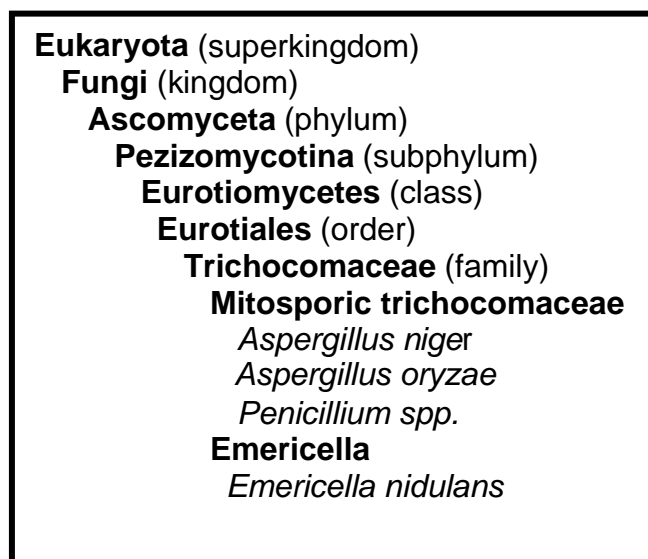 Eukaryota (superkingdom)
Fungi (kingdom)
Ascomyceta (phylum)
Pezizomycotina (subphylum)
Eurotiomycetes (class)
Eurotiales (order)
Trichocomaceae (family)
Mitosporic trichocomaceae
Aspergillus niger
Aspergillus oryzae
Penicillium spp.
Emericella
Emericella nidulans